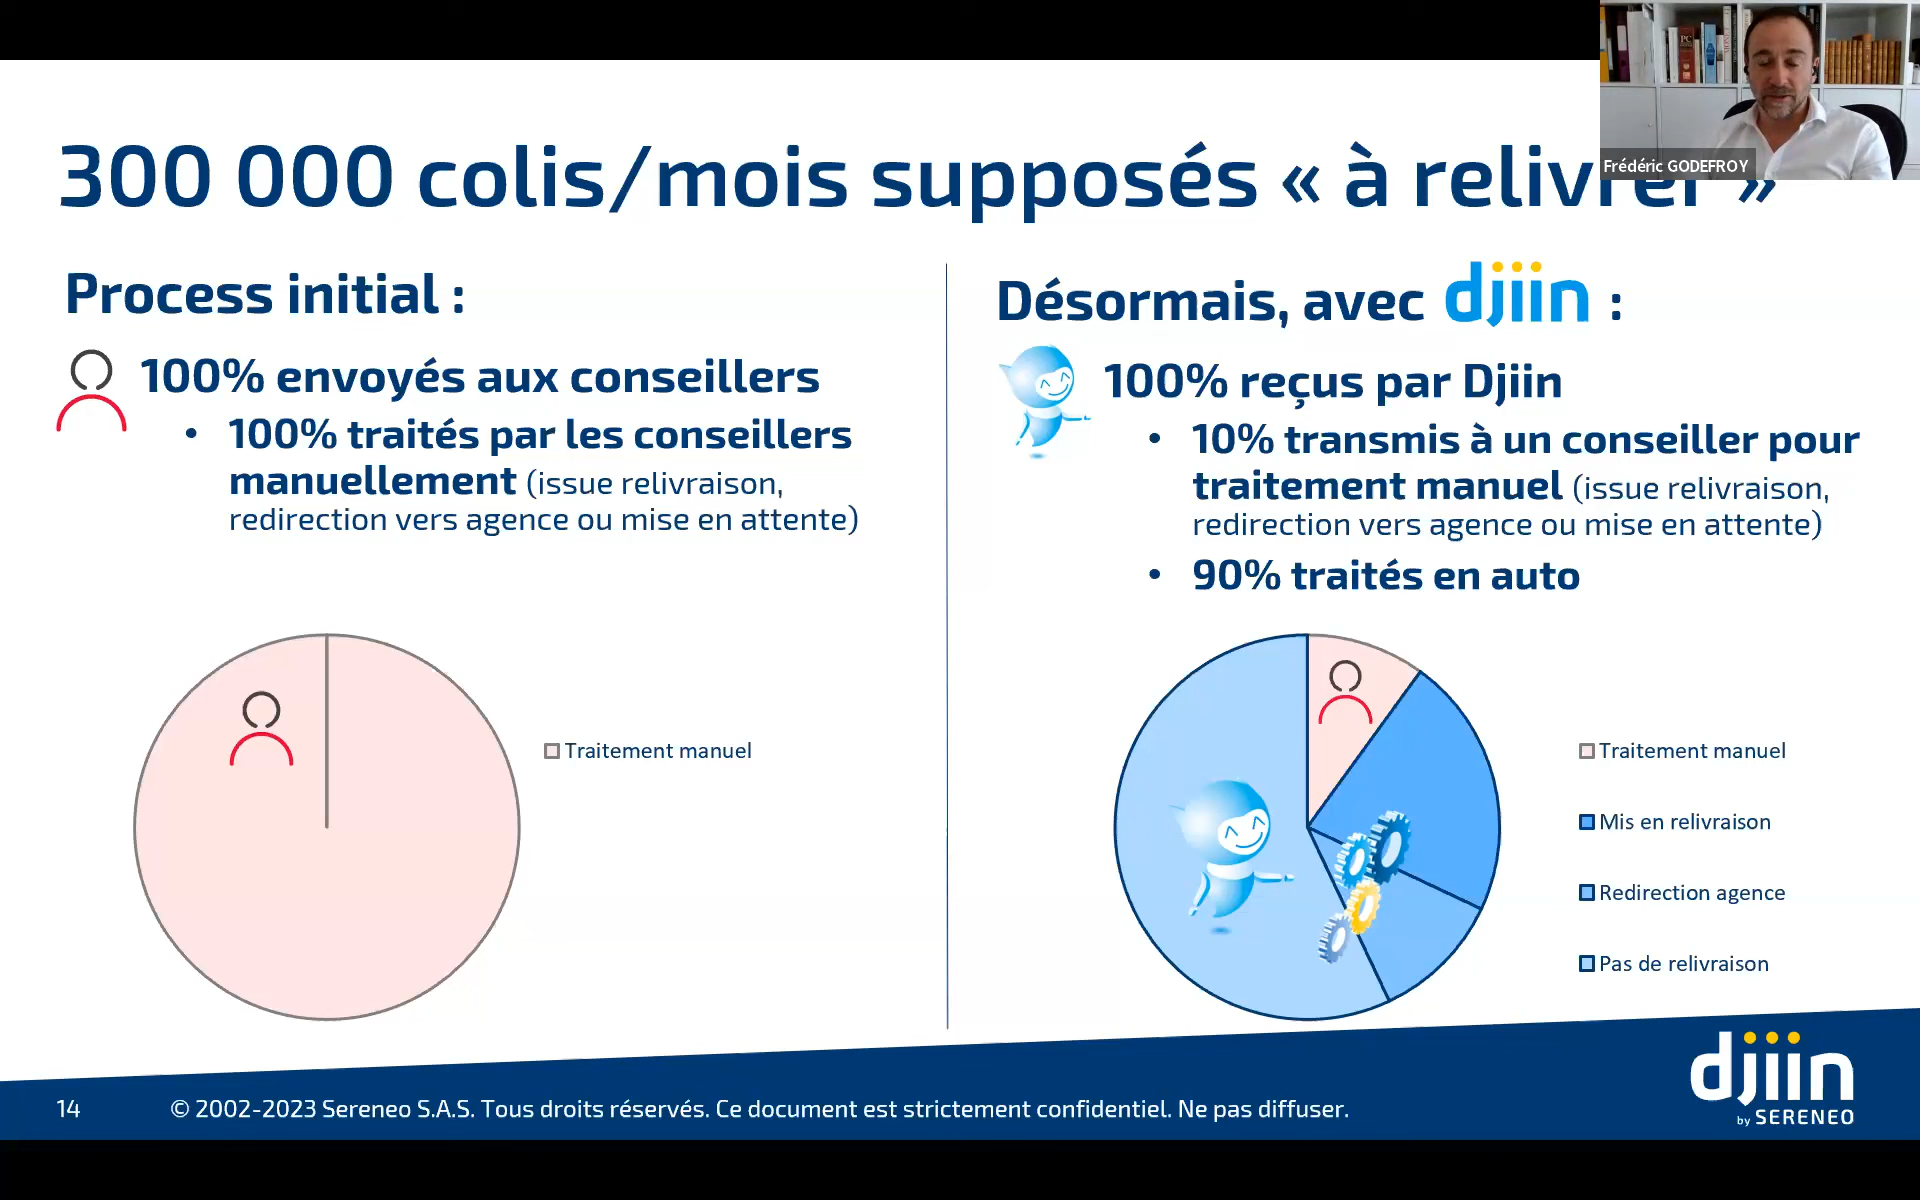 300 000 colis/mois supposés « à relivrer »
Frédéric GODEFROY
Process initial :
100% envoyés aux conseillers
• 100% traités par les conseillers
manuellement (issue relivraison,
redirection vers agence ou mise en attente)
Traitement manuel
Désormais, avec djiin :
100% reçus par Djiin
• 10% transmis à un conseiller pour
traitement manuel (issue relivraison,
redirection vers agence ou mise en attente)
• 90% traités en auto
Traitement manuel
Mis en relivraison
Redirection agence
Pas de relivraison
14
© 2002-2023 Sereneo S.A.S. Tous droits réservés. Ce document est strictement confidentiel. Ne pas diffuser.
djiin
by SERENEO